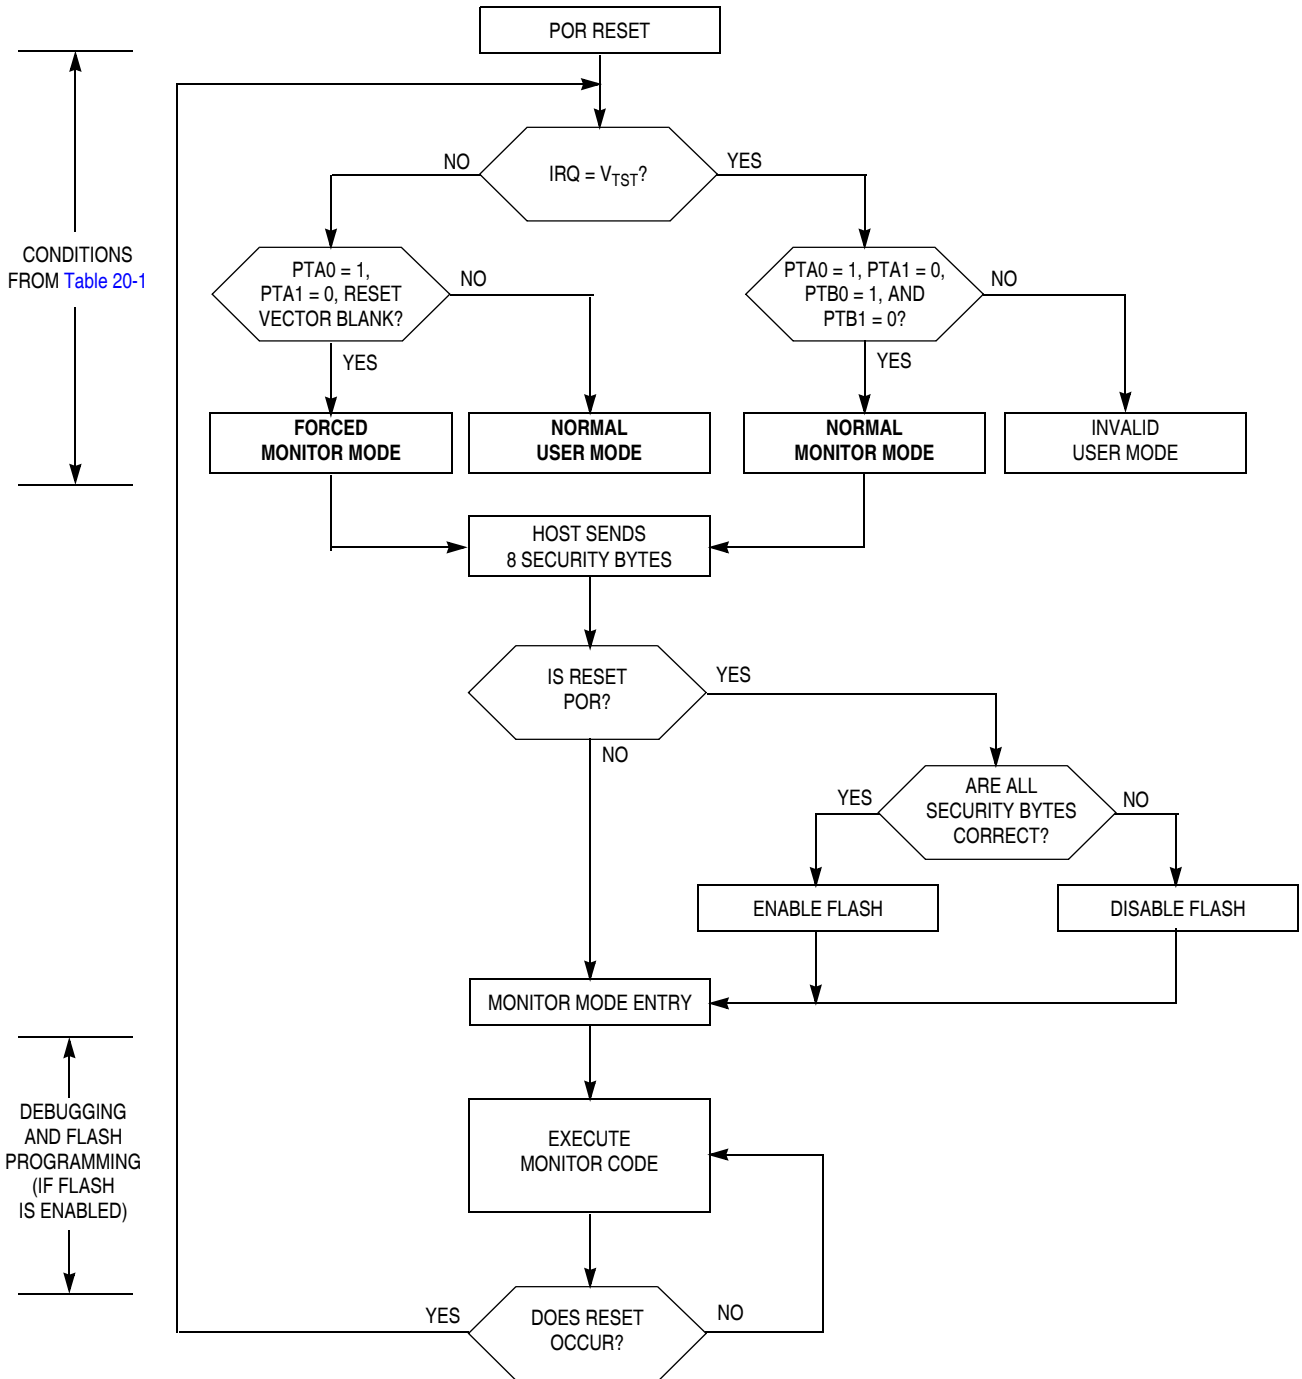 POR RESET
NO
YES
IRQ = VTST?
CONDITIONS
FROM Table 20-1
PTA0 = 1,
PTA1 = 0, RESET
VECTOR BLANK?
NO
PTA0 = 1, PTA1 = 0,
PTB0 = 1, AND
PTB1 = 0?
NO
YES
YES
FORCED
MONITOR MODE
NORMAL
USER MODE
NORMAL
MONITOR MODE
INVALID
USER MODE
HOST SENDS
8 SECURITY BYTES
IS RESET
POR?
YES
NO
YES
ARE ALL
SECURITY BYTES
CORRECT?
NO
ENABLE FLASH
DISABLE FLASH
MONITOR MODE ENTRY
DEBUGGING
AND FLASH
PROGRAMMING
(IF FLASH
IS ENABLED)
EXECUTE
MONITOR CODE
YES
DOES RESET
OCCUR?
NO